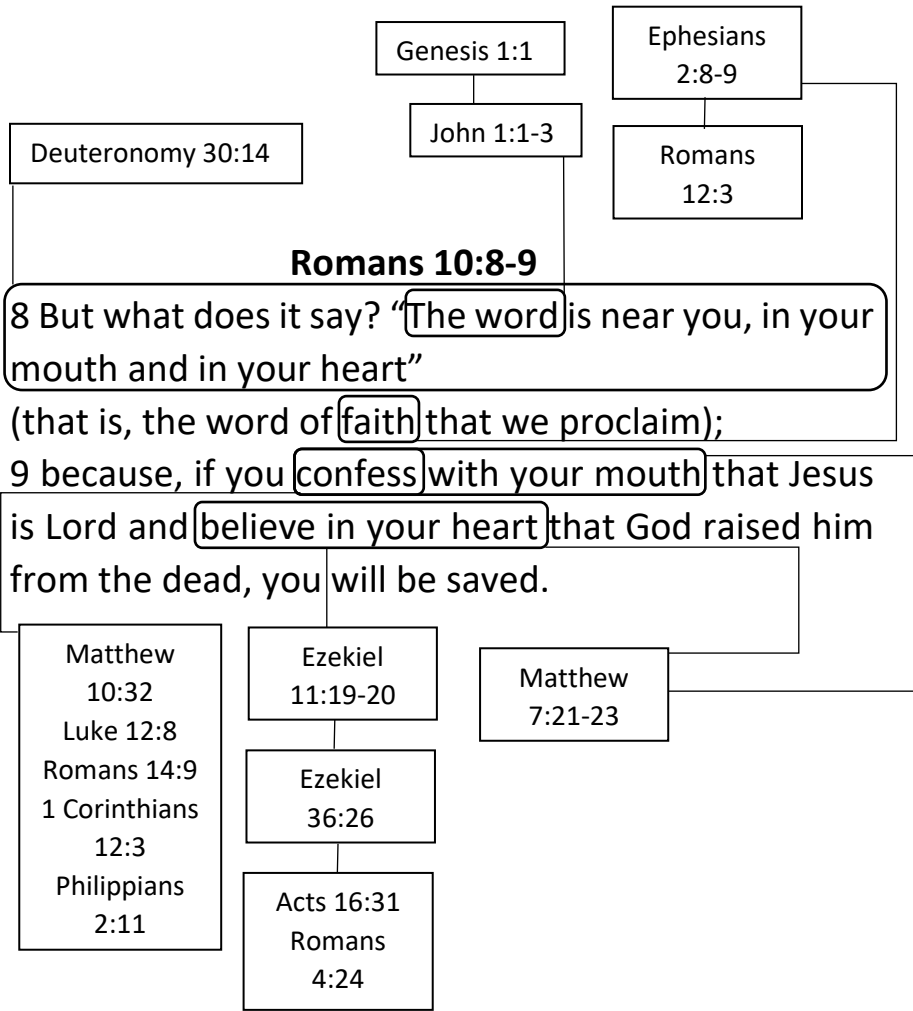 Genesis 1:1
Ephesians
2:8-9
John 1:1-3
Deuteronomy 30:14
Romans
12:3
Romans 10:8-9
8 But what does it say? “The word is near you, in your
mouth and in your heart”
(that is, the word of faith that we proclaim);
9 because, if you confess with your mouth that Jesus
is Lord and believe in your heart that God raised him
from the dead, you will be saved.
Matthew
10:32
Luke 12:8
Romans 14:9
1 Corinthians
12:3
Philippians
2:11
Ezekiel
11:19-20
Ezekiel
36:26
Acts 16:31
Romans
4:24
Matthew
7:21-23